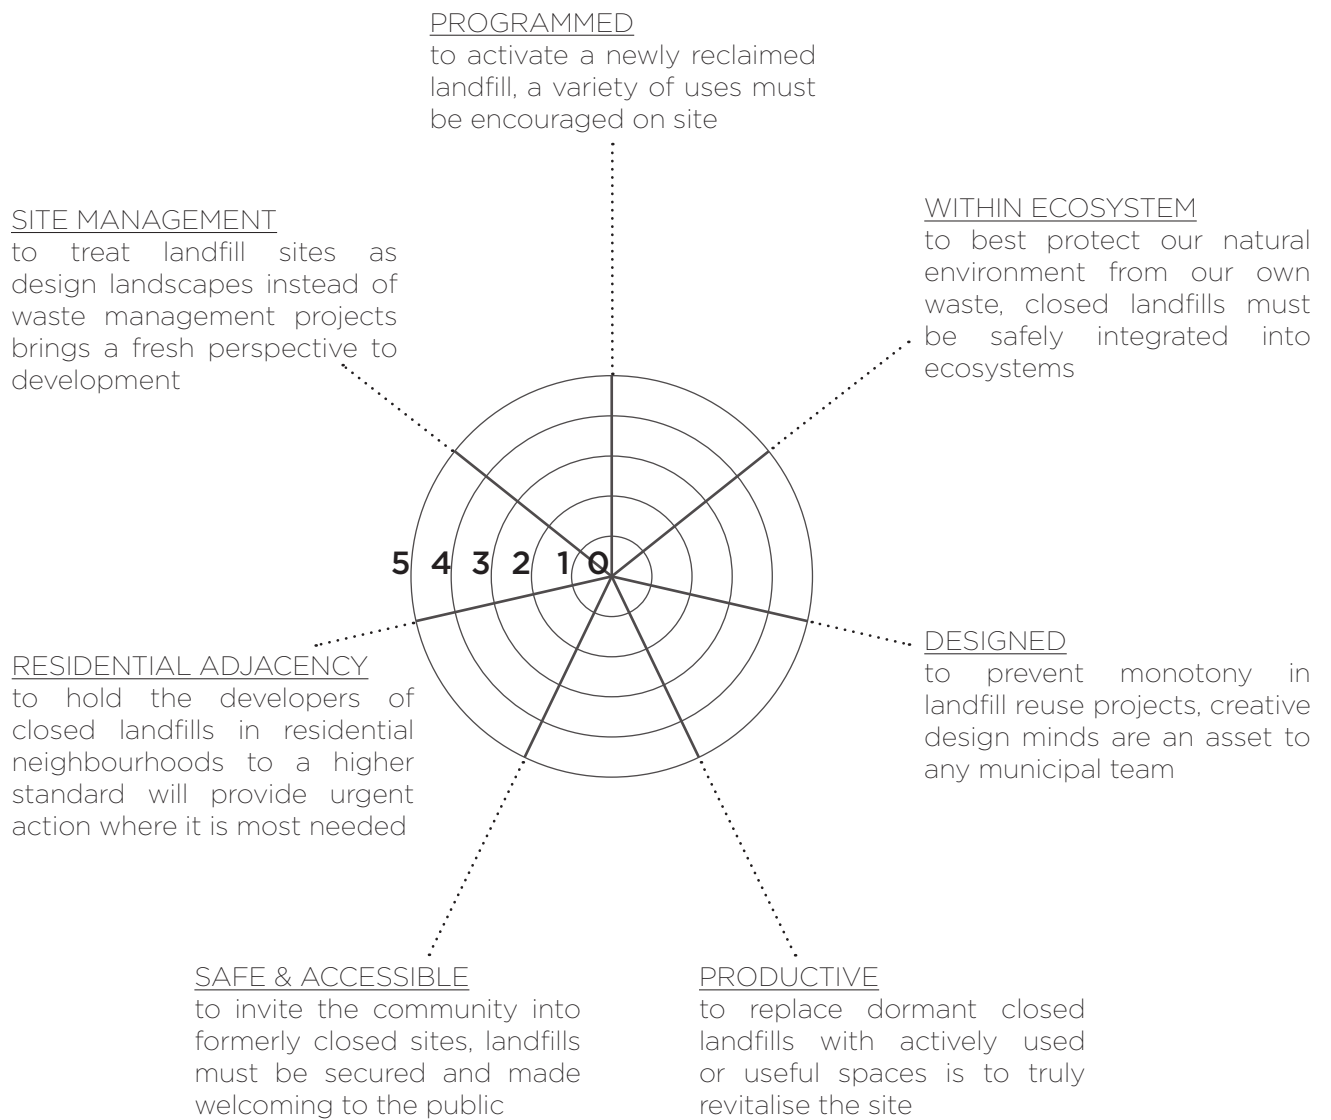 PROGRAMMED
to activate a newly reclaimed
landfill, a variety of uses must
be encouraged on site
SITE MANAGEMENT
to treat landfill sites as
design landscapes instead of
waste management projects
brings a fresh perspective to
development
WITHIN ECOSYSTEM
to best protect our natural
environment from our own
waste, closed landfills must
be safely integrated into
ecosystems
5 4 3 2 1 0
RESIDENTIAL ADJACENCY
to hold the developers of
closed landfills in residential
neighbourhoods to a higher
standard will provide urgent
action where it is most needed
DESIGNED
to prevent monotony in
landfill reuse projects, creative
design minds are an asset to
any municipal team
SAFE & ACCESSIBLE
to invite the community into
formerly closed sites, landfills
must be secured and made
welcoming to the public
PRODUCTIVE
to replace dormant closed
landfills with actively used
or useful spaces is to truly
revitalise the site